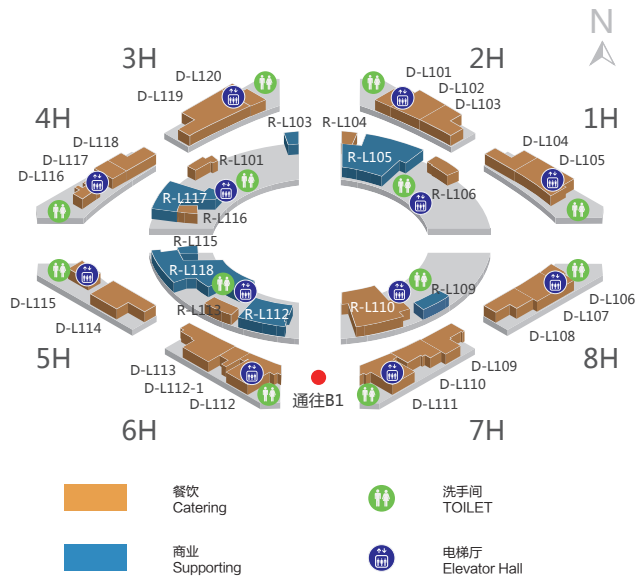 N
3H
2H
D-L120
D-L119
D-L101
D-L102
D-L103
4H
1H
R-L103
R-L104
D-L118
D-L117
D-L116
R-L101
R-L105
D-L104
D-L105
R-L117
R-L116
R-L106
R-L115
R-L118
R-L113
R-L112
R-L110
R-L109
D-L115
D-L114
D-L106
D-L107
D-L108
5H
8H
D-L113
D-L112-1
D-L112
通往B1
D-L109
D-L110
D-L111
6H
7H
餐饮
Catering
洗手间
TOILET
商业
Supporting
电梯厅
Elevator Hall